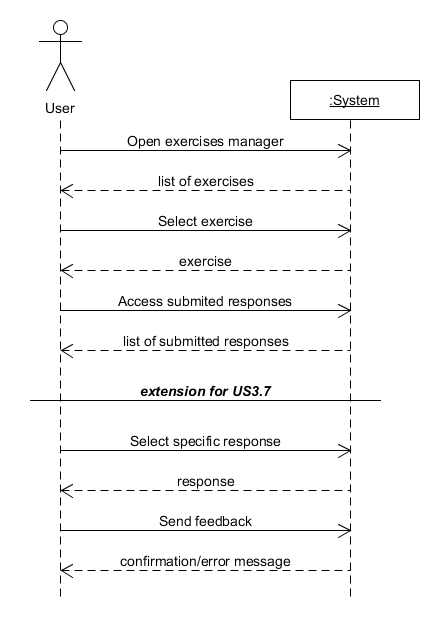 User
:System
Open exercises manager
list of exercises
Select exercise
exercise
Access submited responses
list of submitted responses
extension for US3.7
Select specific response
response
Send feedback
confirmation/error message